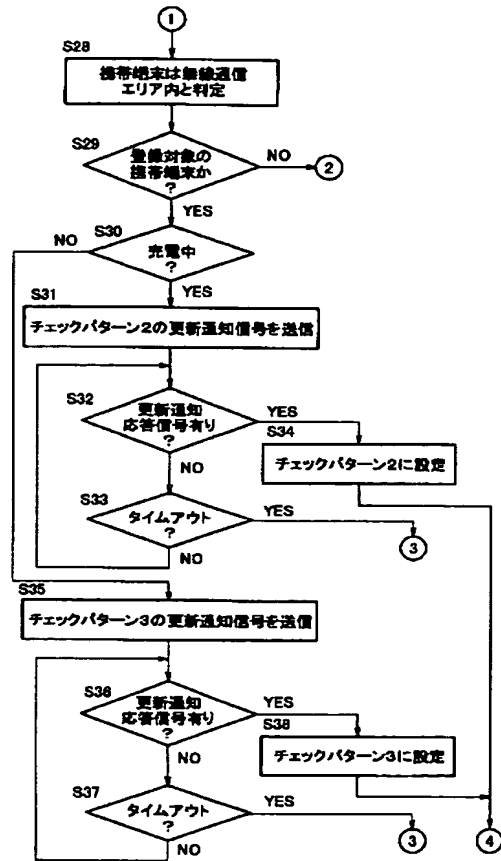 1
S28
携帯端末は無線通信
エリア内と判定
S29
登録対象の
携帯端末か
?
NO
2
YES
S30
充電中
?
NO
YES
S31
チェックパターン2の更新通知信号を送信
S32
更新通知
応答信号有り
?
YES
S34
チェックパターン2に設定
NO
S33
タイムアウト
?
YES
3
NO
S35
チェックパターン3の更新通知信号を送信
S36
更新通知
応答信号有り
?
YES
S38
チェックパターン3に設定
NO
S37
タイムアウト
?
YES
3
4
NO